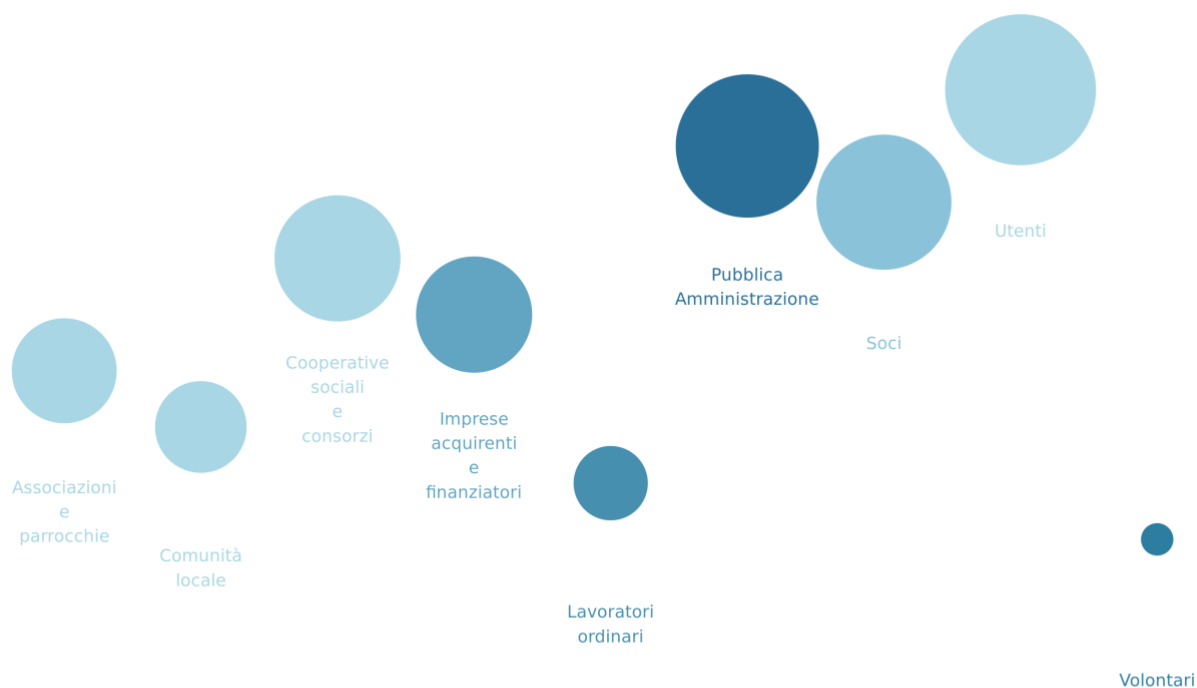 Associazioni
e
parrocchie
Comunità
locale
Cooperative
sociali
e
consorzi
Imprese
acquirenti
e
finanziatori
Lavoratori
ordinari
Pubblica
Amministrazione
Soci
Utenti
Volontari